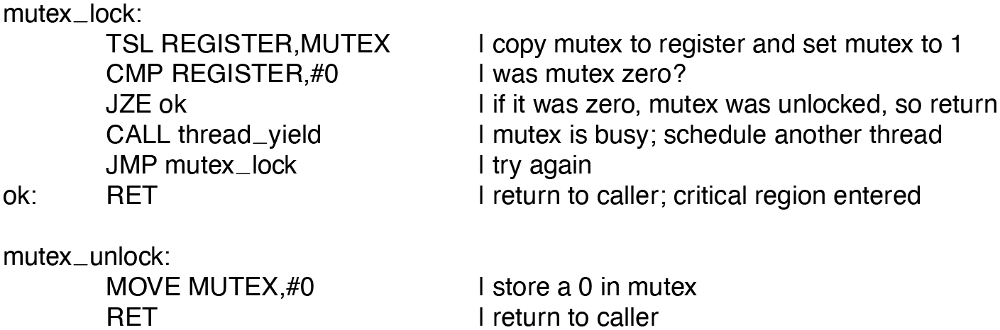 mutex_lock:
TSL REGISTER,MUTEX | copy mutex to register and set mutex to 1
CMP REGISTER,#0 | was mutex zero?
JZE ok | if it was zero, mutex was unlocked, so return
CALL thread_yield | mutex is busy; schedule another thread
JMP mutex_lock | try again
ok: RET | return to caller; critical region entered
mutex_unlock:
MOVE MUTEX,#0 | store a 0 in mutex
RET | return to caller